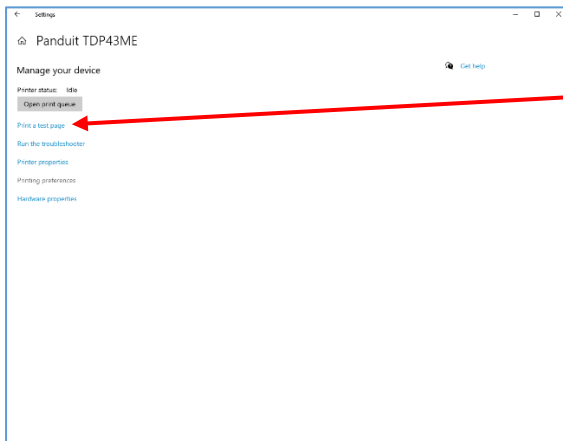 Settings
Panduit TDP43ME
Manage your device
Get help
Printer status: Idle
Open print queue
Print a test page
Run the troubleshooter
Printer properties
Printing preferences
Hardware properties